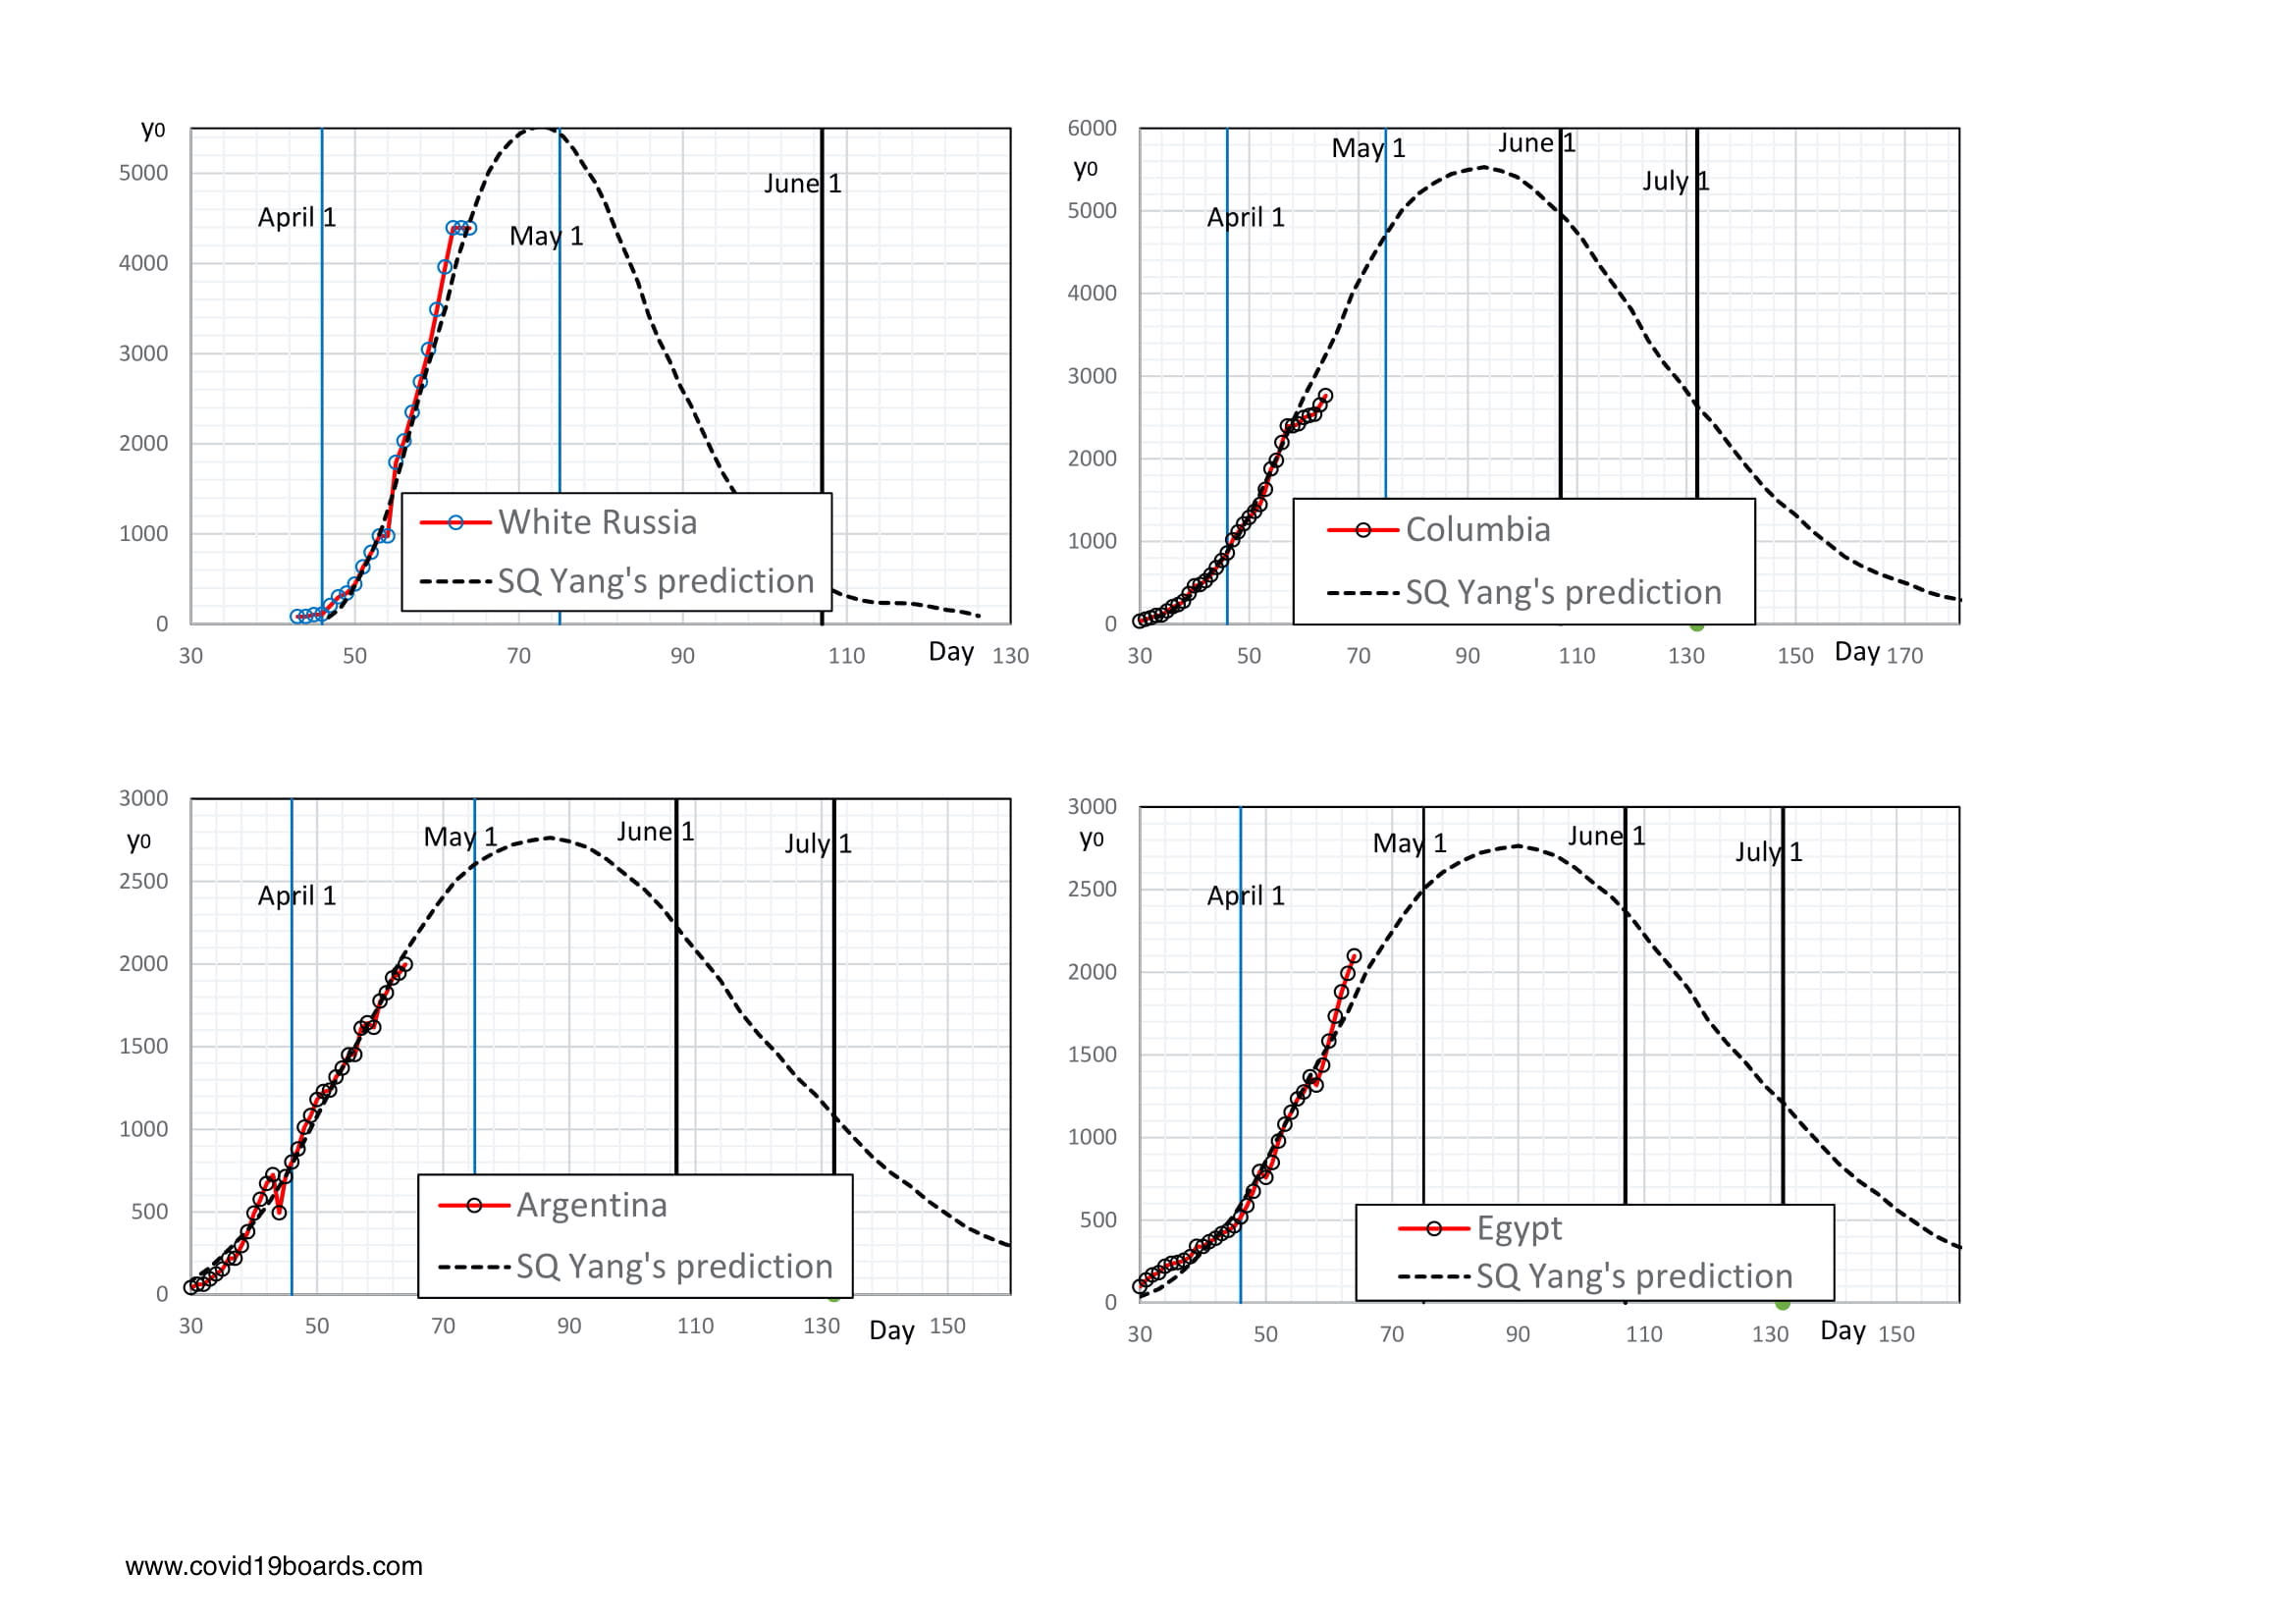 y0
5000
4000
3000
2000
1000
0
April 1
May 1
June 1
White Russia
SQ Yang's prediction
30 50 70 90 110 Day 130
6000
y0
5000
4000
3000
2000
1000
0
May 1
June 1
July 1
April 1
Columbia
SQ Yang's prediction
30 50 70 90 110 130 150 Day 170
3000
y0
2500
2000
1500
1000
500
0
May 1
June 1
July 1
April 1
Argentina
SQ Yang's prediction
30 50 70 90 110 130 Day 150
3000
y0
2500
2000
1500
1000
500
0
May 1
June 1
July 1
April 1
Egypt
SQ Yang's prediction
30 50 70 90 110 130 Day 150
www.covid19boards.com